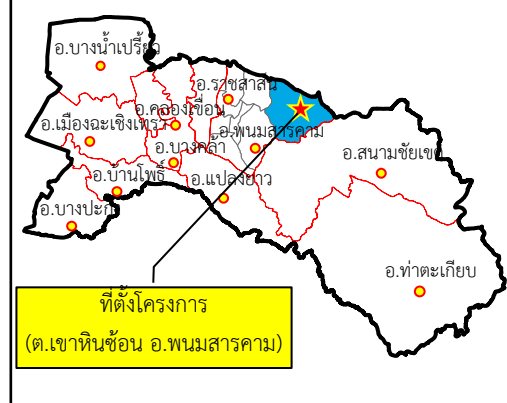 อ.บางน้ำเปรี้ยว
อ.ราชสาส์น
อ.คลองเขื่อน
อ.เมืองฉะเชิงเทรา
อ.พนมสารคาม
อ.บางคล้า
อ.สนามชัยเขต
อ.บ้านโพธิ์
อ.แปลงยาว
อ.บางปะกง
อ.ท่าตะเกียบ
ที่ตั้งโครงการ
(ต.เขาหินซ้อน อ.พนมสารคาม)